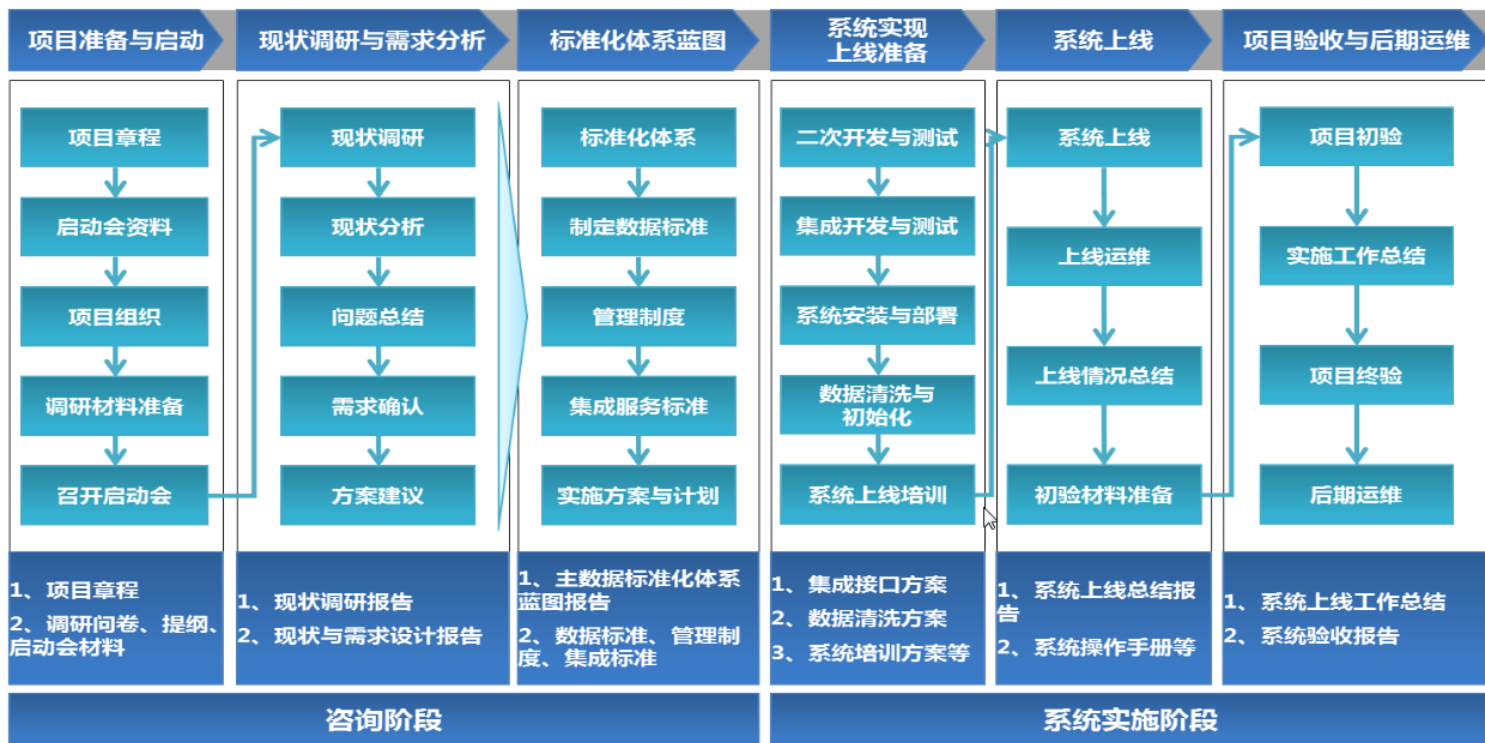 项目准备与启动
现状调研与需求分析
标准化体系蓝图
系统实现
上线准备
系统上线
项目验收与后期运维
项目章程
启动会资料
项目组织
调研材料准备
召开启动会
现状调研
现状分析
问题总结
需求确认
方案建议
标准化体系
制定数据标准
管理制度
集成服务标准
实施方案与计划
二次开发与测试
集成开发与测试
系统安装与部署
数据清洗与
初始化
系统上线培训
系统上线
上线运维
上线情况总结
初验材料准备
项目初验
实施工作总结
项目终验
后期运维
1、项目章程
2、调研问卷、提纲、
启动会材料
1、现状调研报告
2、现状与需求设计报告
1、主数据标准化体系
蓝图报告
2、数据标准、管理制
度、集成标准
1、集成接口方案
2、数据清洗方案
3、系统培训方案等
1、系统上线总结报
告
2、系统操作手册等
1、系统上线工作总结
2、系统验收报告
咨询阶段
系统实施阶段